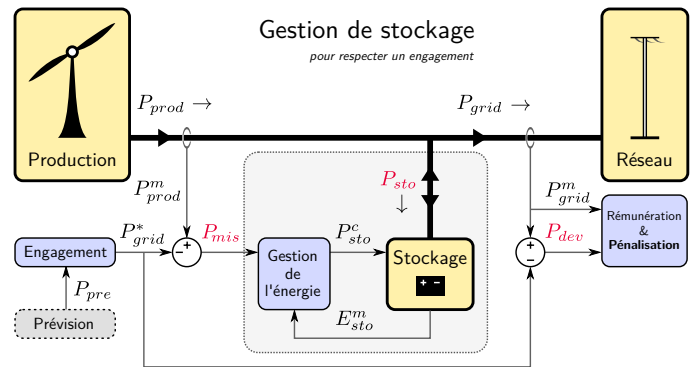 Gestion de stockage
pour respecter un engagement
P_prod →
P_grid →
Production
Réseau
P^m_prod
P_sto
↓
P^m_grid
Rémunération
&
Pénalisation
P*_grid
P_mis
P^c_sto
P_dev
Engagement
+
−
Gestion
de
l'énergie
Stockage
+ −
+
−
P_pre
E^m_sto
Prévision